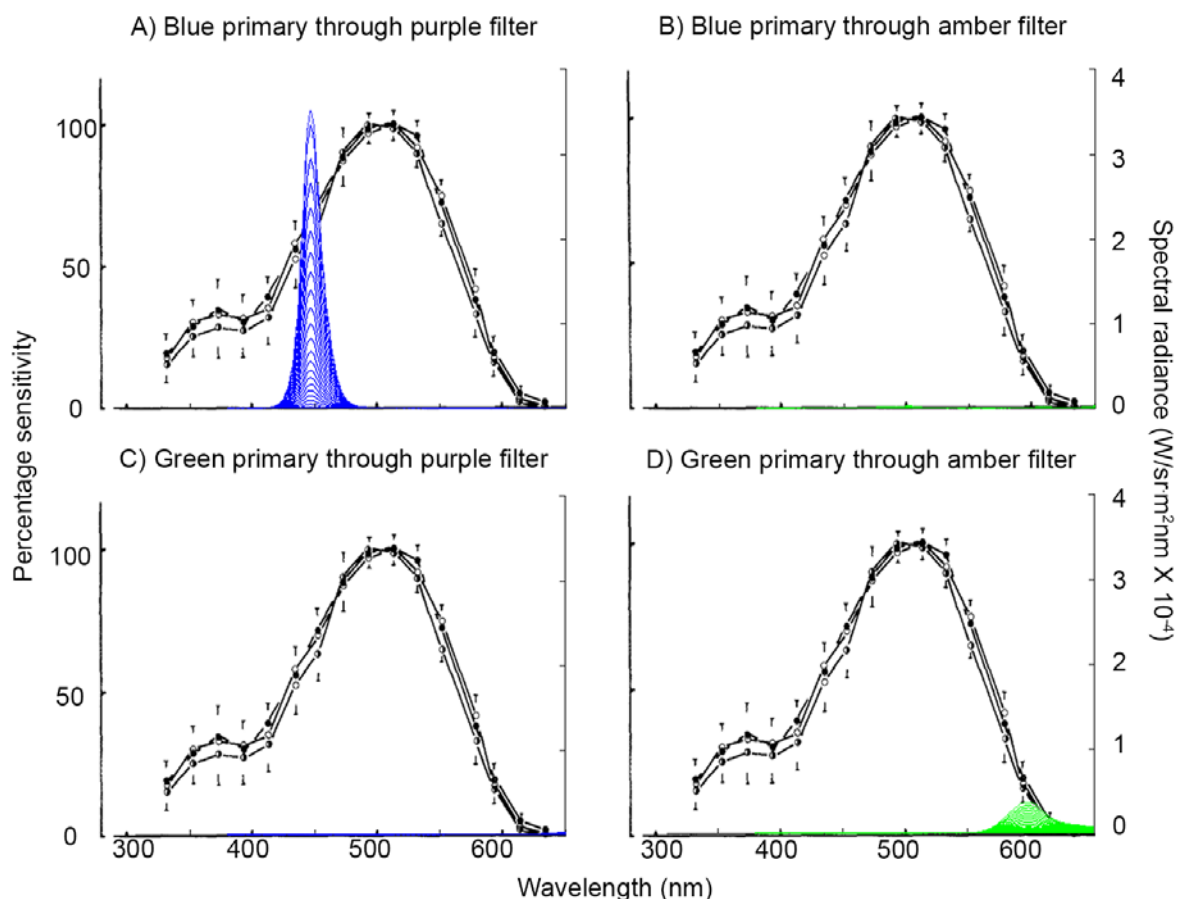 A) Blue primary through purple filter
B) Blue primary through amber filter
100
50
0
4
3
2
1
0
C) Green primary through purple filter
D) Green primary through amber filter
100
50
0
4
3
2
1
0
300 400 500 600
300 400 500 600
Percentage sensitivity
Spectral radiance (W/sr·m²nm X 10⁻⁴)
Wavelength (nm)